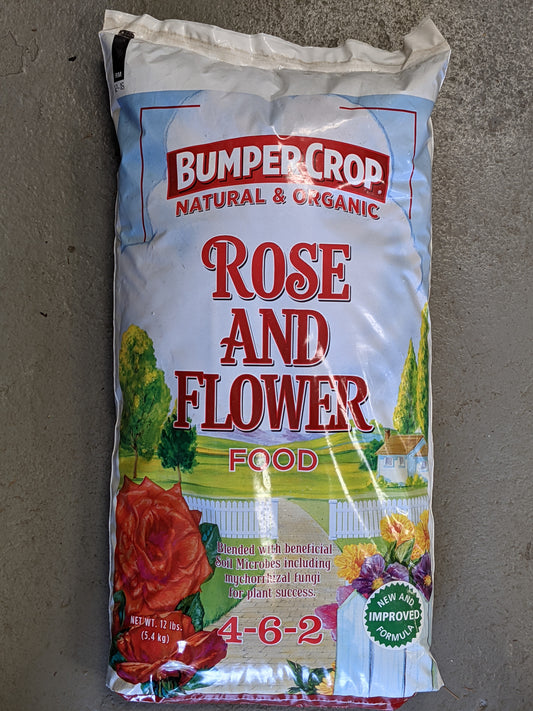 BUMPER CROP
NATURAL & ORGANIC
ROSE
AND
FLOWER
FOOD
Blended with beneficial
Soil Microbes including
mychorrhizal fungi
for plant success.
4-6-2
NET WT. 12 lbs.
(5.4 kg)
NEW AND
IMPROVED
FORMULA